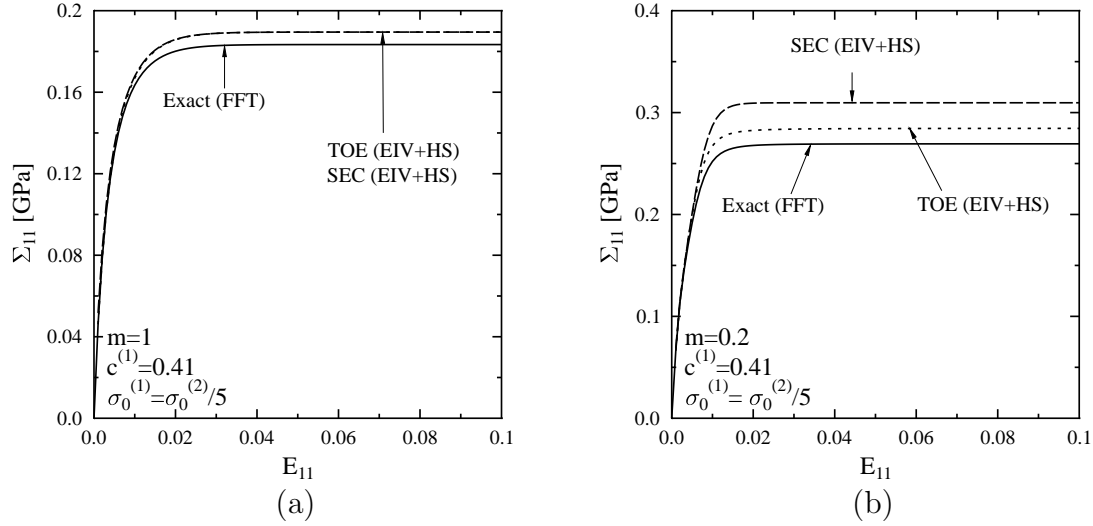 0.20
0.16
0.12
0.08
0.04
0.0
Σ₁₁ [GPa]
Exact (FFT)
TOE (EIV+HS)
SEC (EIV+HS)
m=1
c⁽¹⁾=0.41
σ₀⁽¹⁾=σ₀⁽²⁾/5
0.0 0.02 0.04 0.06 0.08 0.1
E₁₁
(a)
0.4
0.3
0.2
0.1
0.0
Σ₁₁ [GPa]
SEC (EIV+HS)
Exact (FFT)
TOE (EIV+HS)
m=0.2
c⁽¹⁾=0.41
σ₀⁽¹⁾= σ₀⁽²⁾/5
0.0 0.02 0.04 0.06 0.08 0.1
E₁₁
(b)